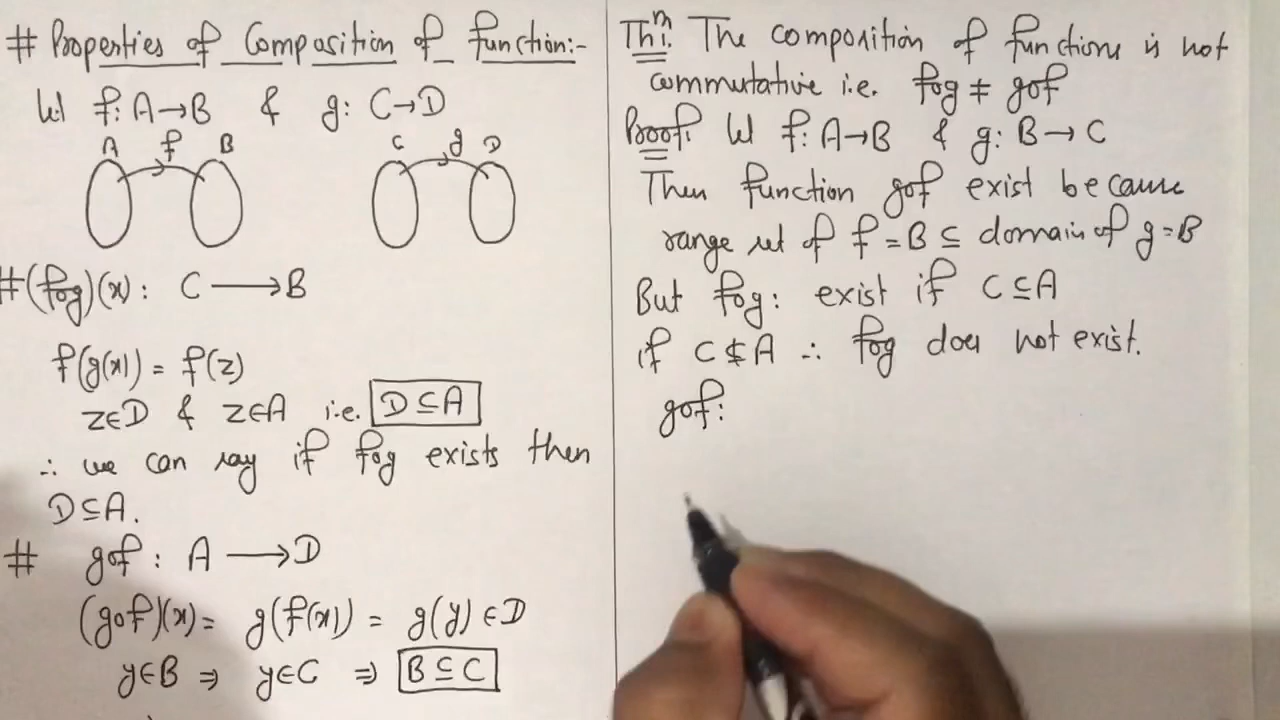 # Properties of Composition of function:-
Let f: A→B & g: C→D
A f B C g D
#(fog)(x): C ⟶ B
f(g(x)) = f(z)
z∈D & z∈A i.e. D⊆A
∴ we can say if fog exists then
D⊆A.
# gof: A ⟶ D
(gof)(x) = g(f(x)) = g(y) ∈D
y∈B ⇒ y∈C ⇒ B⊆C
Thm 1. The composition of functions is not
commutative i.e. fog ≠ gof
Proof: Let f: A→B & g: B→C
Then function gof exist because
range set of f = B ⊆ domain of g = B
But fog: exist if C⊆A
if C⊈A ∴ fog does not exist.
gof: